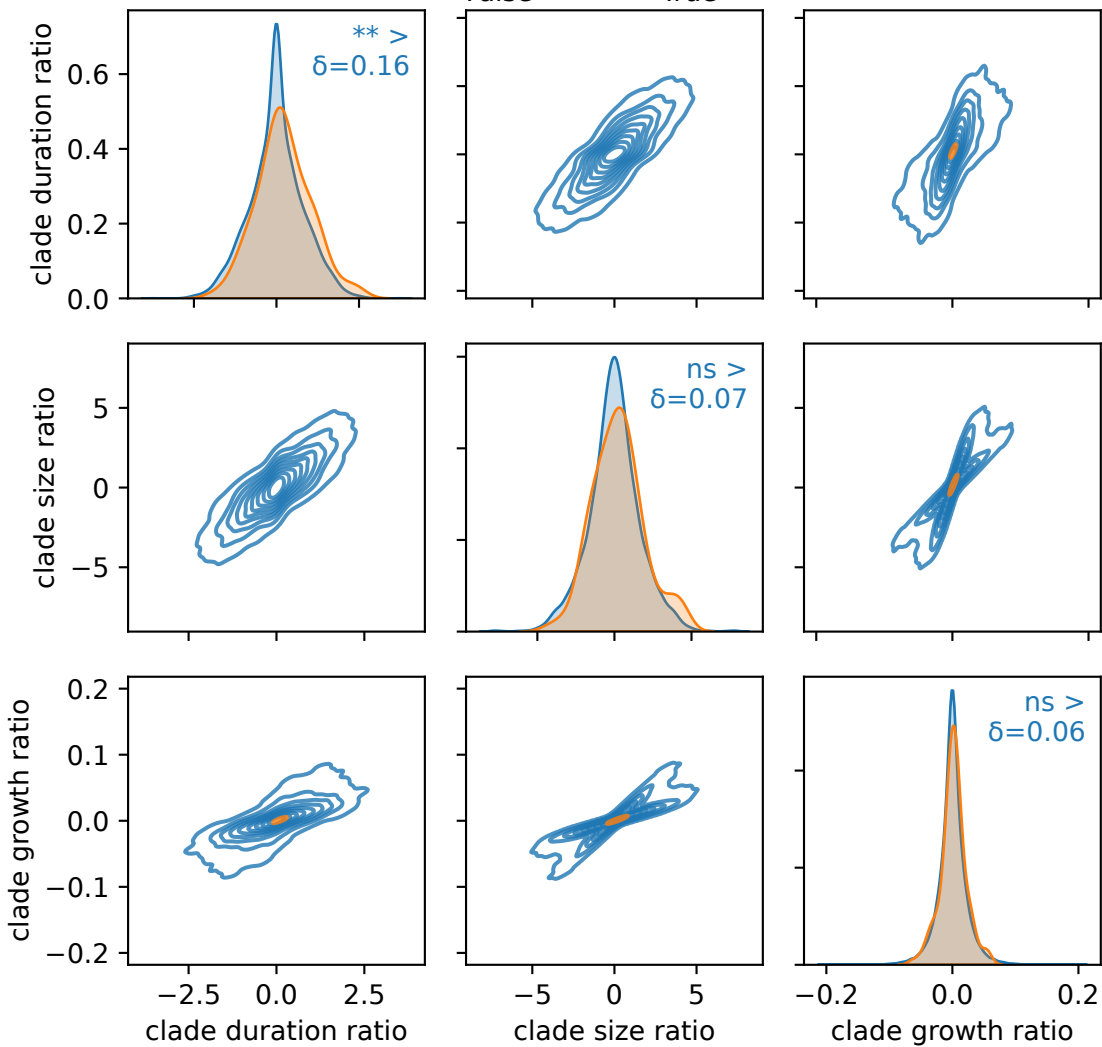 clade duration ratio
0.6
0.4
0.2
0.0
** >
δ=0.16
clade size ratio
5
0
−5
ns >
δ=0.07
clade growth ratio
0.2
0.1
0.0
−0.1
−0.2
ns >
δ=0.06
−2.5 0.0 2.5
−5 0 5
−0.2 0.0 0.2
clade duration ratio
clade size ratio
clade growth ratio